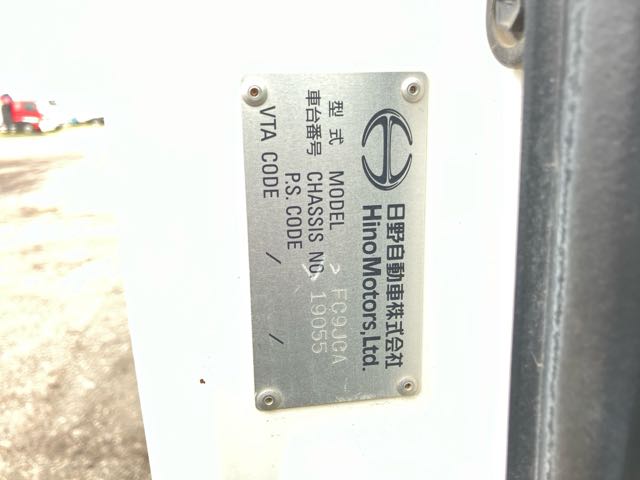 日野自動車株式会社
Hino Motors, Ltd.
型式 MODEL > FC9JGA
車台番号 CHASSIS NO. > 19055
P.S. CODE
VTA CODE / /